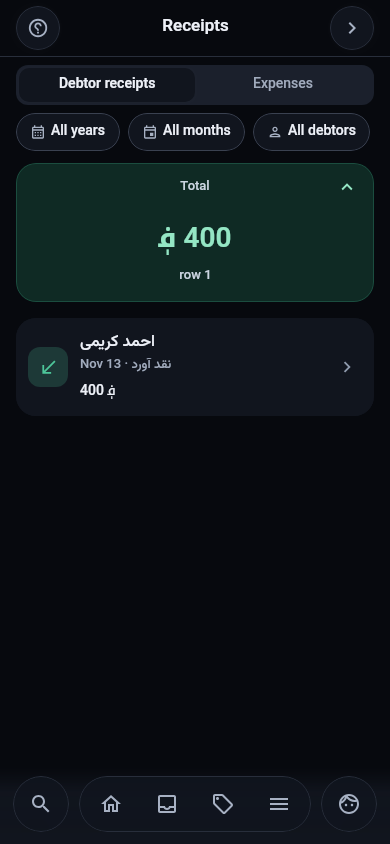 Receipts
Debtor receipts
Expenses
All years
All months
All debtors
Total
؋ 400
row 1
احمد کریمی
Nov 13 · نقد آورد
400 ؋